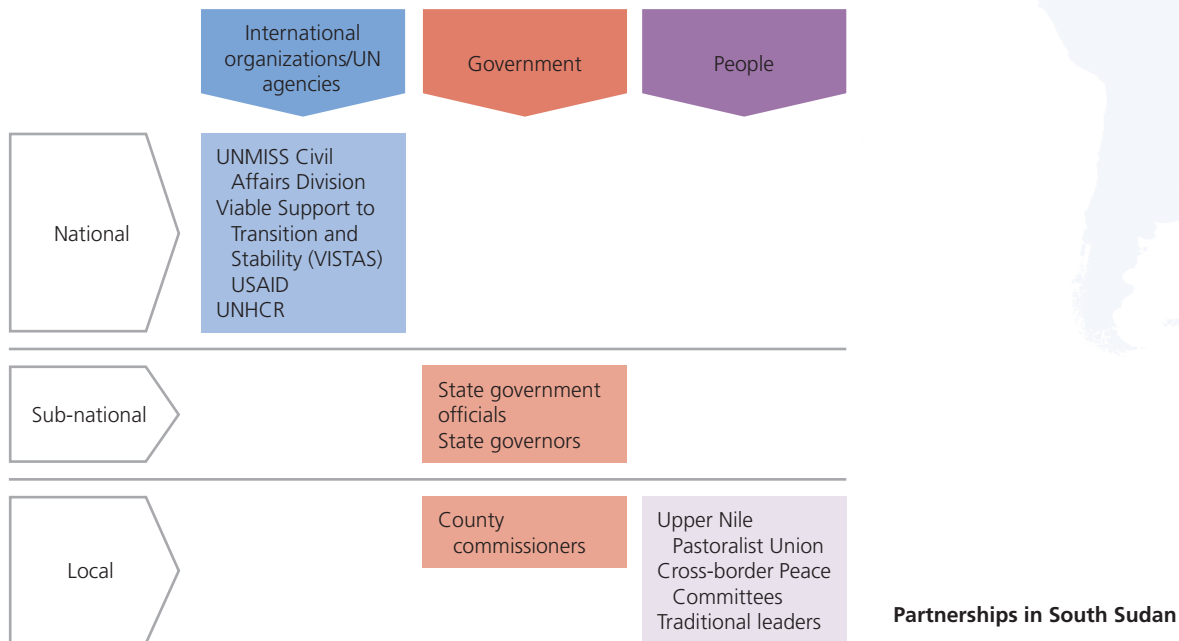 International
organizations/UN
agencies
Government
People
National
UNMISS Civil
Affairs Division
Viable Support to
Transition and
Stability (VISTAS)
USAID
UNHCR
Sub-national
State government
officials
State governors
Local
County
commissioners
Upper Nile
Pastoralist Union
Cross-border Peace
Committees
Traditional leaders
Partnerships in South Sudan